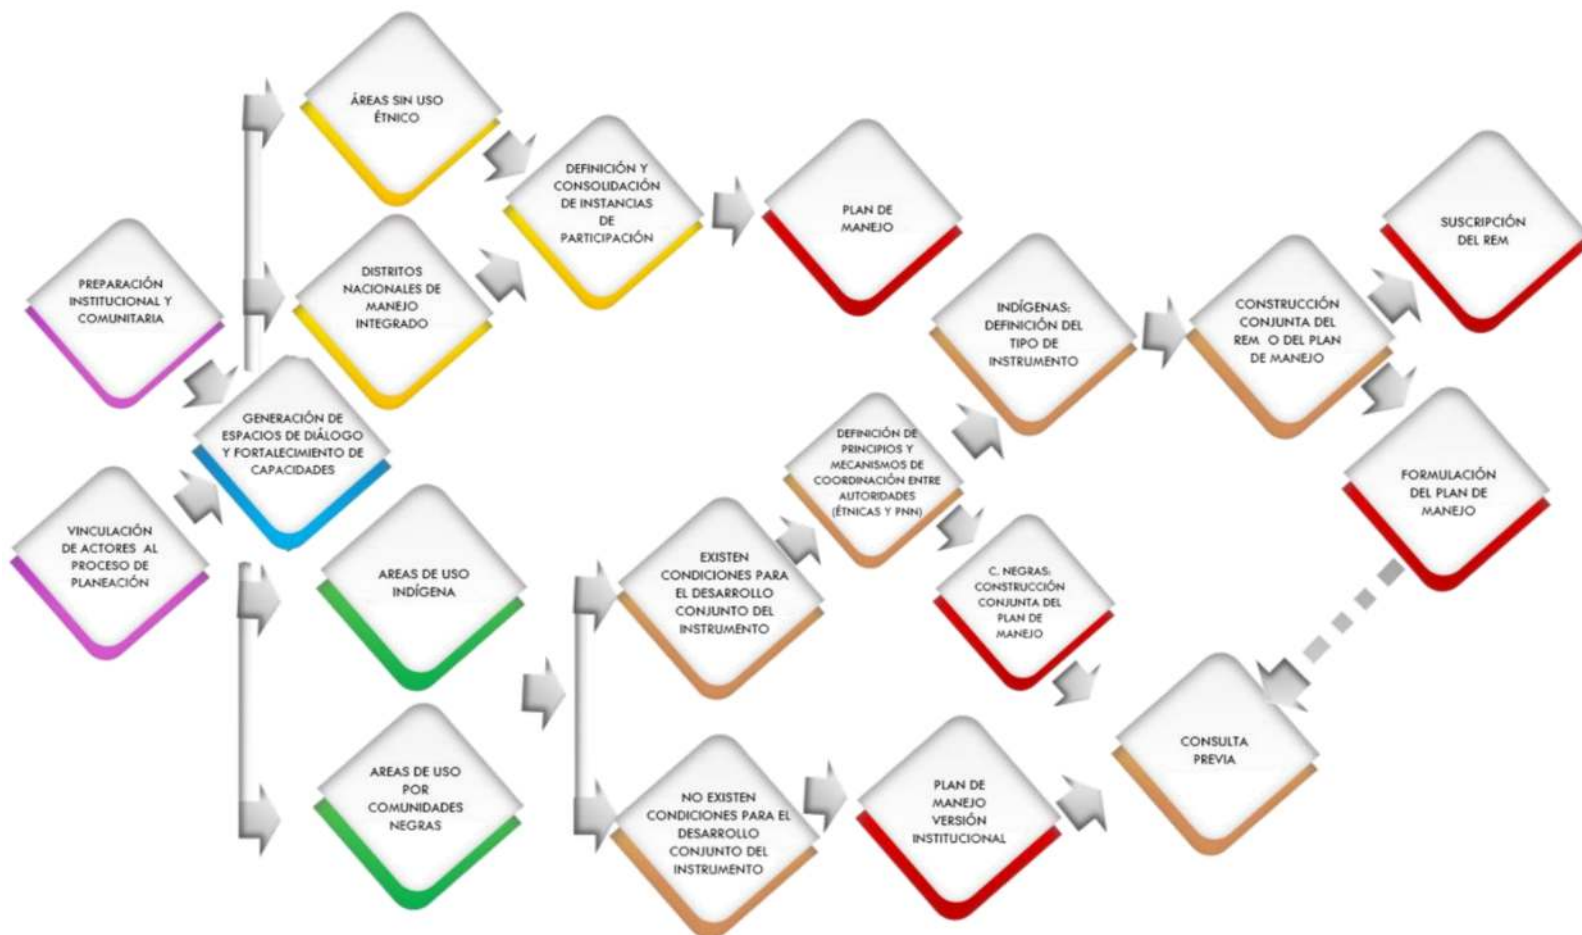 ÁREAS SIN USO
ÉTNICO
DEFINICIÓN Y
CONSOLIDACIÓN
DE INSTANCIAS
DE
PARTICIPACIÓN
PLAN DE
MANEJO
SUSCRIPCIÓN
DEL REM
PREPARACIÓN
INSTITUCIONAL Y
COMUNITARIA
DISTRITOS
NACIONALES DE
MANEJO
INTEGRADO
INDÍGENAS:
DEFINICIÓN DEL
TIPO DE
INSTRUMENTO
CONSTRUCCIÓN
CONJUNTA DEL
REM O DEL PLAN
DE MANEJO
GENERACIÓN DE
ESPACIOS DE DIÁLOGO
Y FORTALECIMIENTO DE
CAPACIDADES
DEFINICIÓN DE
PRINCIPIOS Y
MECANISMOS DE
COORDINACIÓN ENTRE
AUTORIDADES
(ÉTNICAS Y PNN)
FORMULACIÓN
DEL PLAN DE
MANEJO
VINCULACIÓN
DE ACTORES AL
PROCESO DE
PLANEACIÓN
AREAS DE USO
INDÍGENA
EXISTEN
CONDICIONES PARA
EL DESARROLLO
CONJUNTO DEL
INSTRUMENTO
C. NEGRAS:
CONSTRUCCIÓN
CONJUNTA DEL
PLAN DE
MANEJO
AREAS DE USO
POR
COMUNIDADES
NEGRAS
NO EXISTEN
CONDICIONES PARA EL
DESARROLLO
CONJUNTO DEL
INSTRUMENTO
PLAN DE
MANEJO
VERSIÓN
INSTITUCIONAL
CONSULTA
PREVIA